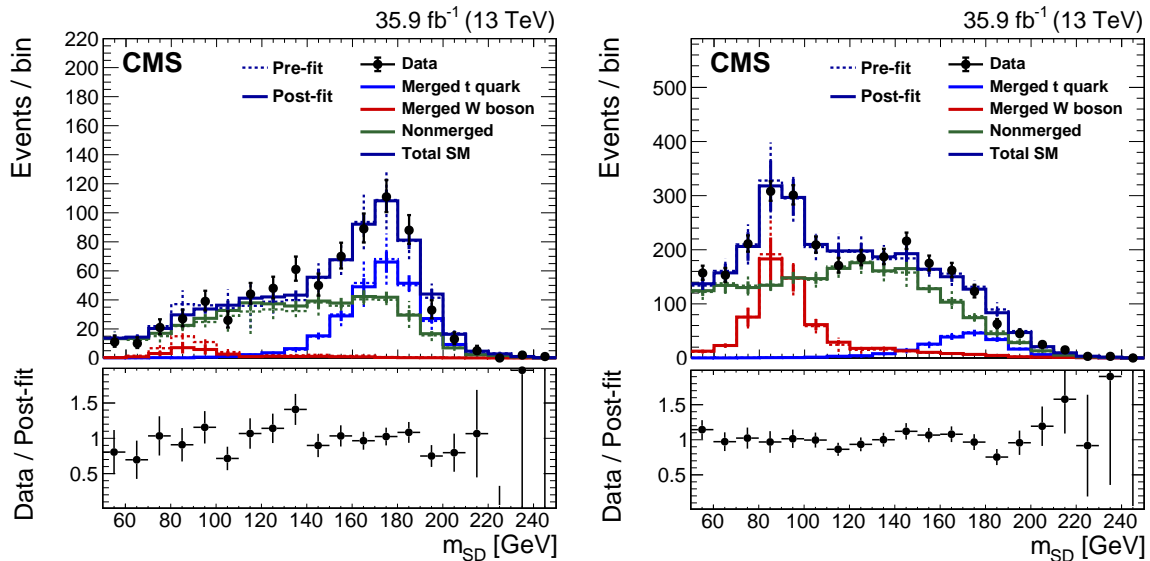 35.9 fb⁻¹ (13 TeV)
CMS
Pre-fit
Post-fit
Data
Merged t quark
Merged W boson
Nonmerged
Total SM
Events / bin
220
200
180
160
140
120
100
80
60
40
20
0
Data / Post-fit
1.5
1
0.5
60 80 100 120 140 160 180 200 220 240
m_SD [GeV]
35.9 fb⁻¹ (13 TeV)
CMS
Pre-fit
Post-fit
Data
Merged t quark
Merged W boson
Nonmerged
Total SM
Events / bin
500
400
300
200
100
0
Data / Post-fit
1.5
1
0.5
60 80 100 120 140 160 180 200 220 240
m_SD [GeV]